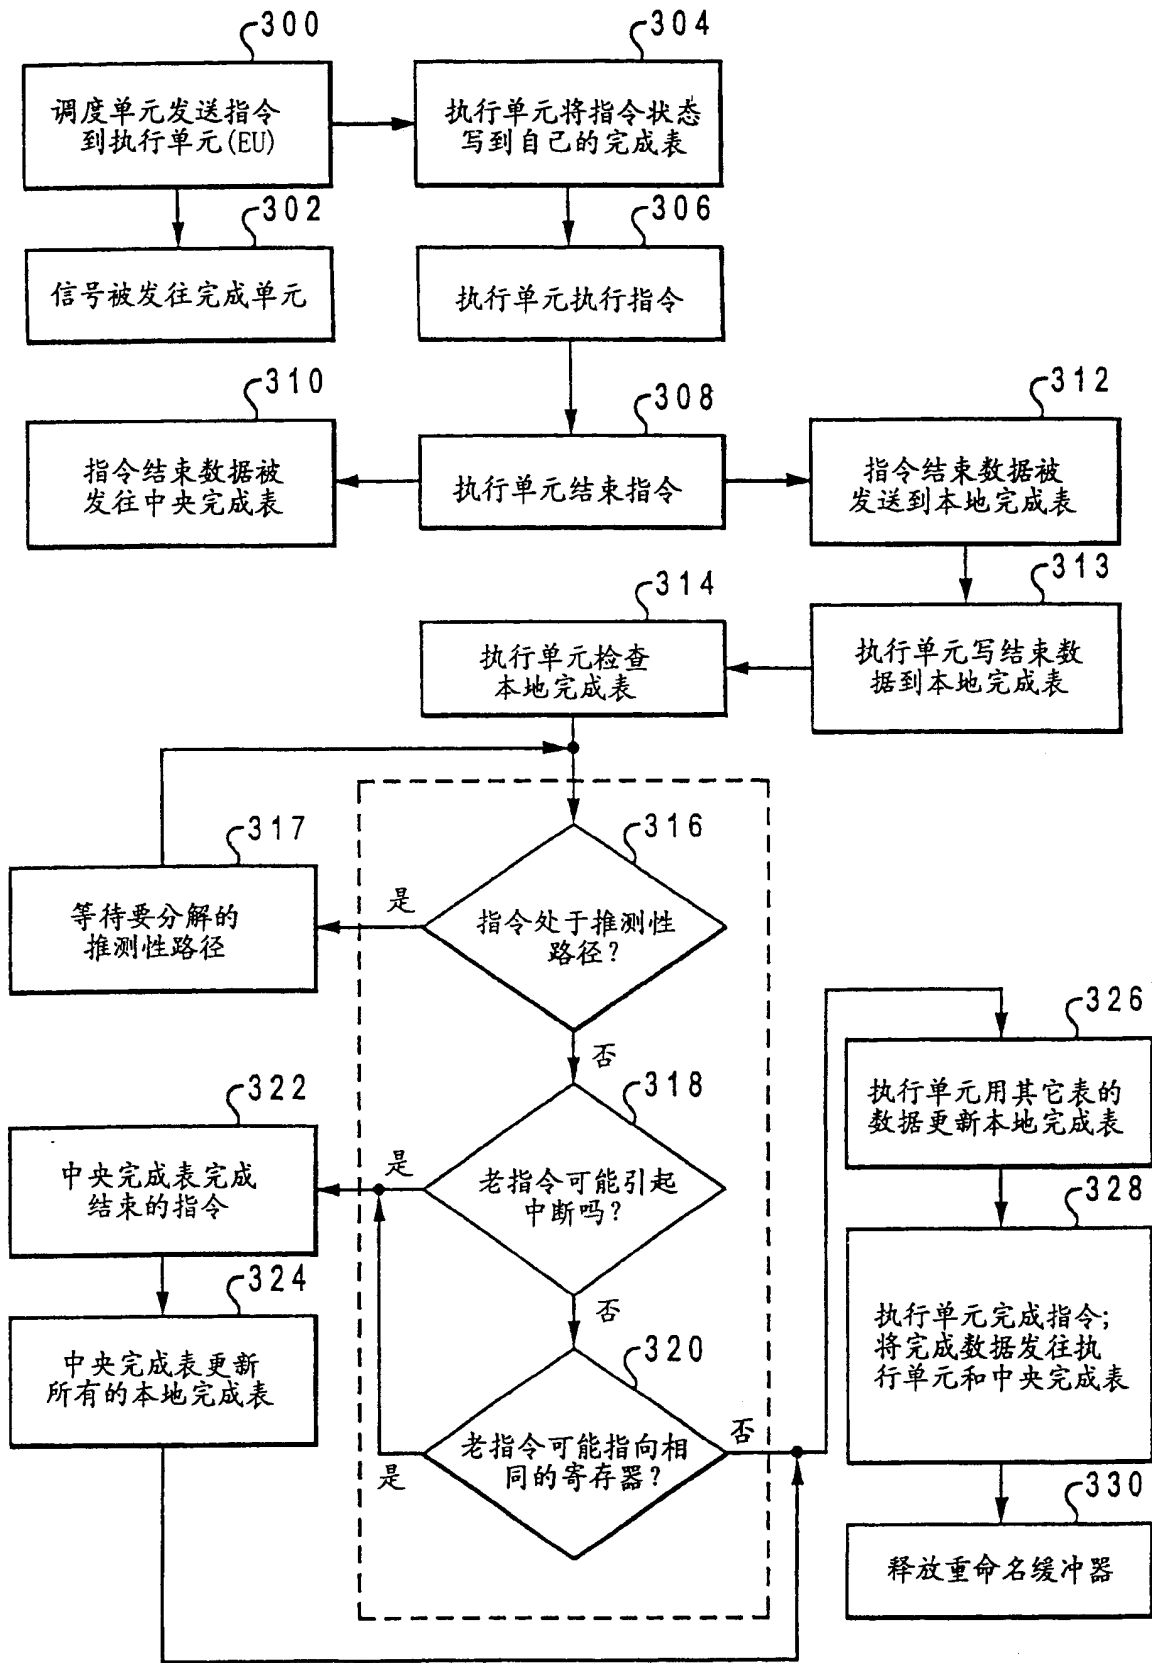 300
调度单元发送指令
到执行单元(EU)
304
执行单元将指令状态
写到自己的完成表
302
信号被发往完成单元
306
执行单元执行指令
310
指令结束数据被
发往中央完成表
308
执行单元结束指令
312
指令结束数据被
发送到本地完成表
313
执行单元写结束数
据到本地完成表
314
执行单元检查
本地完成表
317
等待要分解的
推测性路径
316
是
指令处于推测性
路径?
否
318
是
老指令可能引起
中断吗?
否
322
中央完成表完成
结束的指令
324
中央完成表更新
所有的本地完成表
320
是
老指令可能指向相
同的寄存器?
否
326
执行单元用其它表的
数据更新本地完成表
328
执行单元完成指令;
将完成数据发往执
行单元和中央完成表
330
释放重命名缓冲器